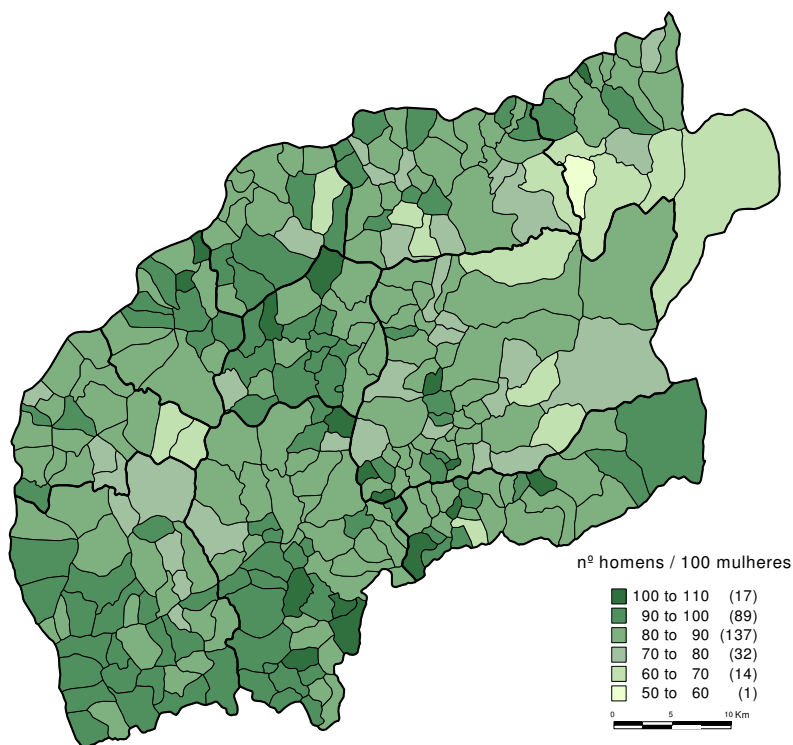 nº homens / 100 mulheres
100 to 110 (17)
90 to 100 (89)
80 to 90 (137)
70 to 80 (32)
60 to 70 (14)
50 to 60 (1)
0 5 10 Km